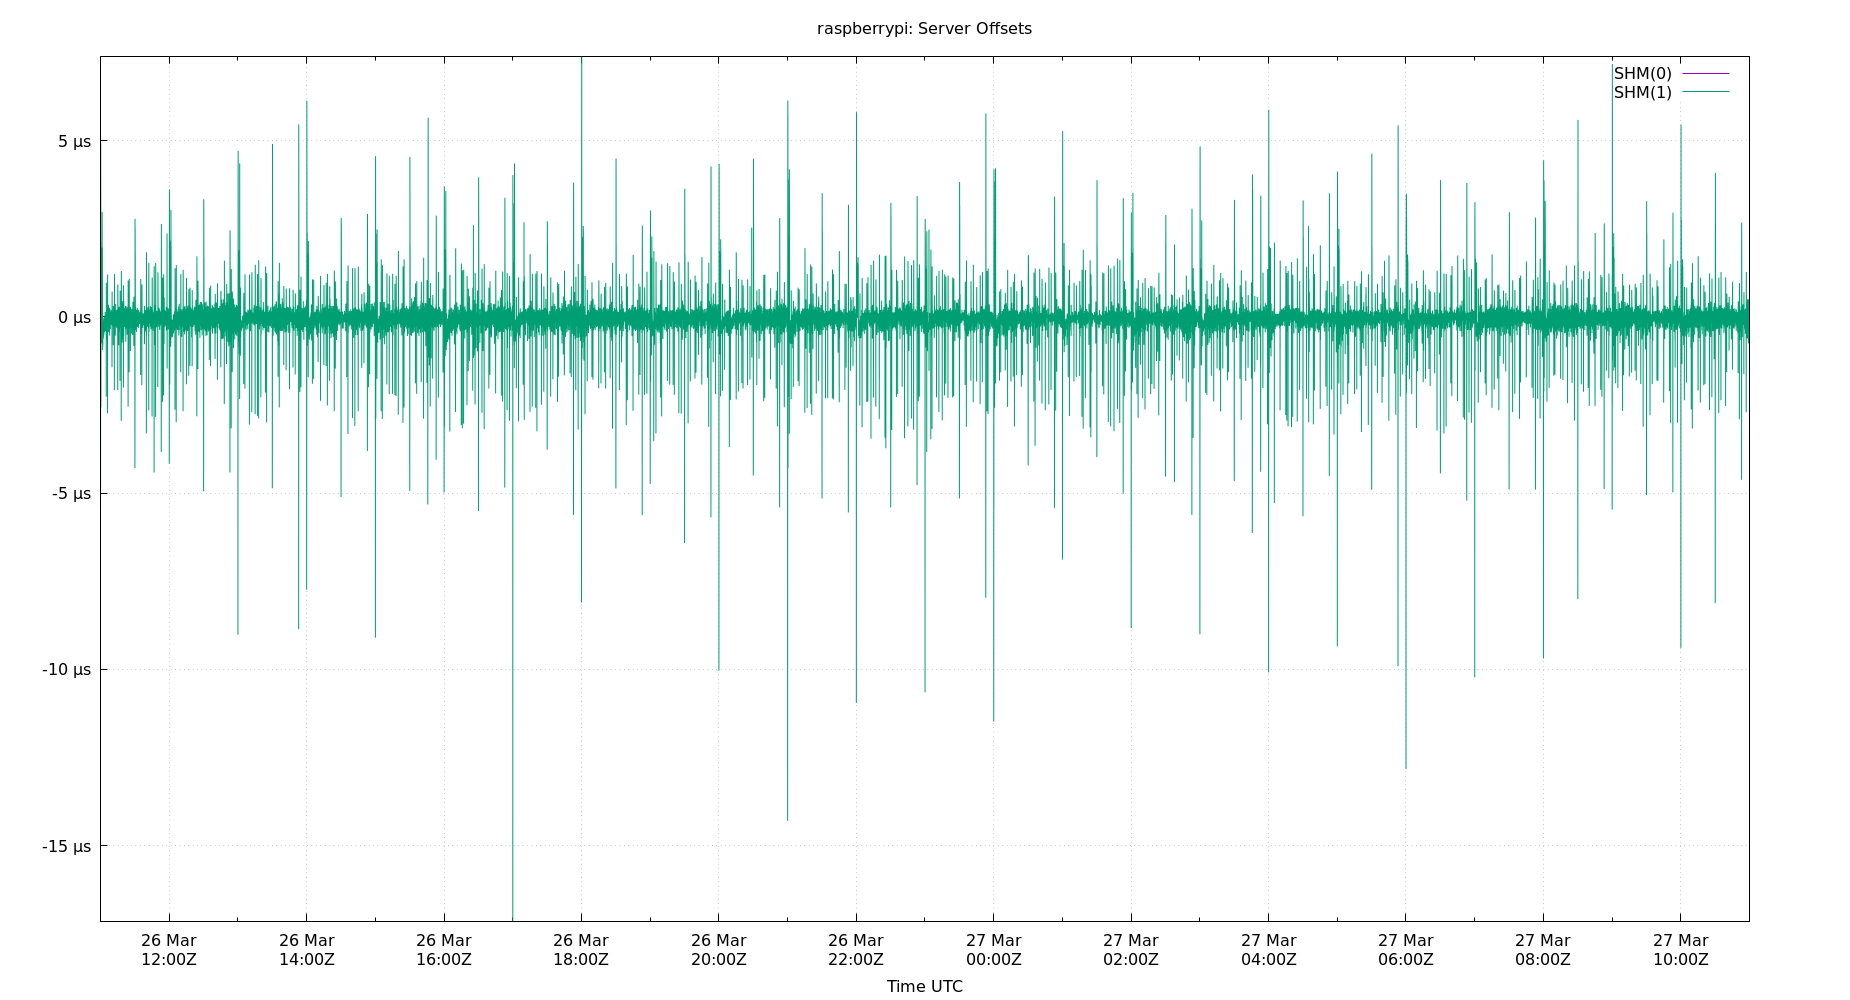 raspberrypi: Server Offsets
SHM(0)
SHM(1)
5 µs
0 µs
-5 µs
-10 µs
-15 µs
26 Mar 26 Mar 26 Mar 26 Mar 26 Mar 26 Mar 27 Mar 27 Mar 27 Mar 27 Mar 27 Mar 27 Mar
12:00Z 14:00Z 16:00Z 18:00Z 20:00Z 22:00Z 00:00Z 02:00Z 04:00Z 06:00Z 08:00Z 10:00Z
Time UTC